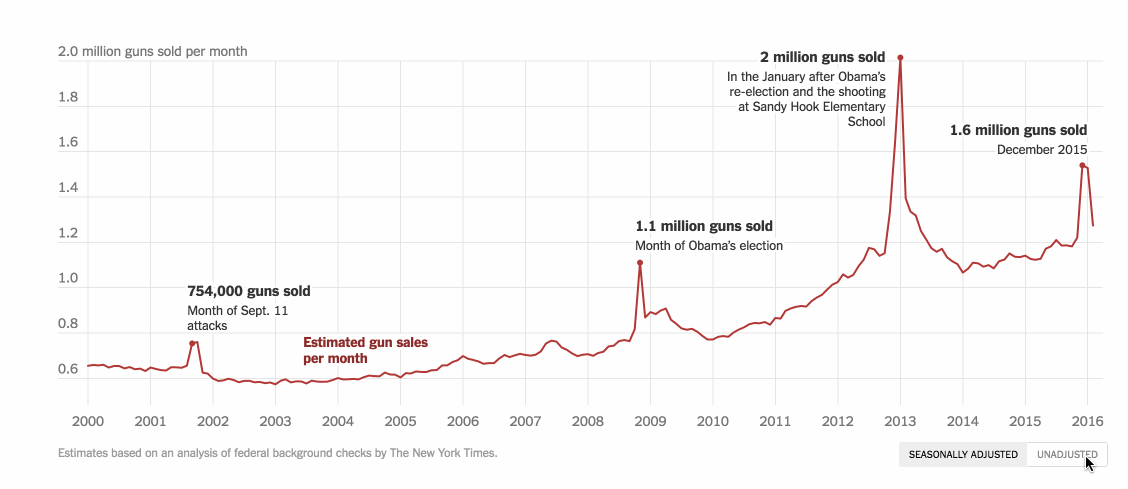 2.0 million guns sold per month
2 million guns sold
In the January after Obama's
re-election and the shooting
at Sandy Hook Elementary
School
1.8
1.6 million guns sold
December 2015
1.6
1.4
1.1 million guns sold
Month of Obama's election
1.2
1.0
754,000 guns sold
Month of Sept. 11
attacks
0.8
Estimated gun sales
per month
0.6
2000 2001 2002 2003 2004 2005 2006 2007 2008 2009 2010 2011 2012 2013 2014 2015 2016
Estimates based on an analysis of federal background checks by The New York Times.
SEASONALLY ADJUSTED UNADJUSTED